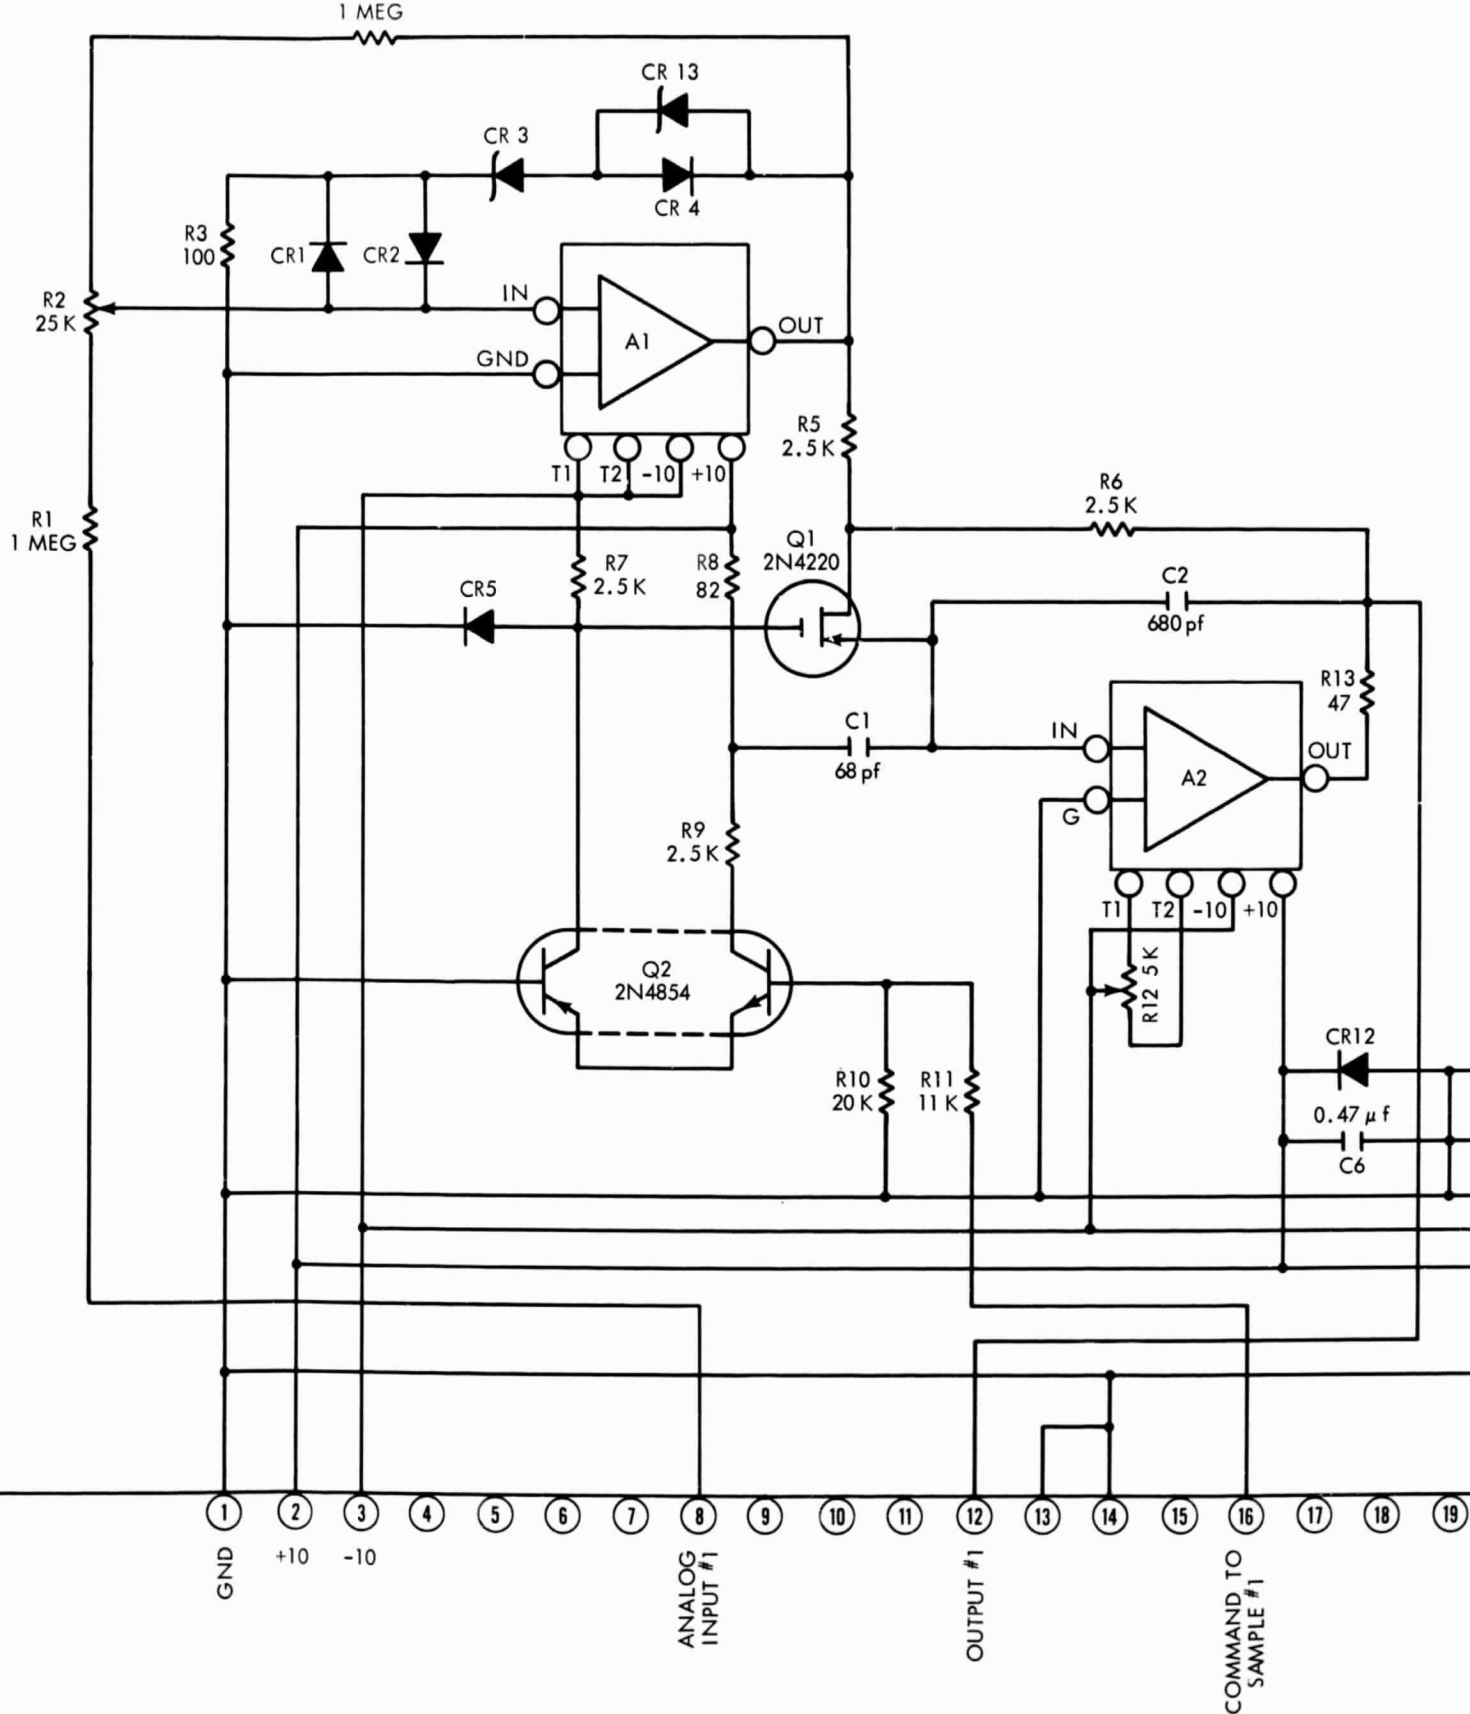 1 MEG
CR 13
CR 3
CR 4
R3
100
CR1
CR2
R2
25 K
IN
A1
OUT
GND
R5
2.5 K
T1
T2
-10
+10
R6
2.5 K
R1
1 MEG
R7
2.5 K
R8
82
Q1
2N4220
CR5
C2
680 pf
R13
47
C1
68 pf
IN
A2
OUT
G
R9
2.5 K
T1
T2
-10
+10
Q2
2N4854
R12 5 K
CR12
R10
20 K
R11
11 K
0.47 μf
C6
1
2
3
4
5
6
7
8
9
10
11
12
13
14
15
16
17
18
19
GND
+10
-10
ANALOG
INPUT #1
OUTPUT #1
COMMAND TO
SAMPLE #1